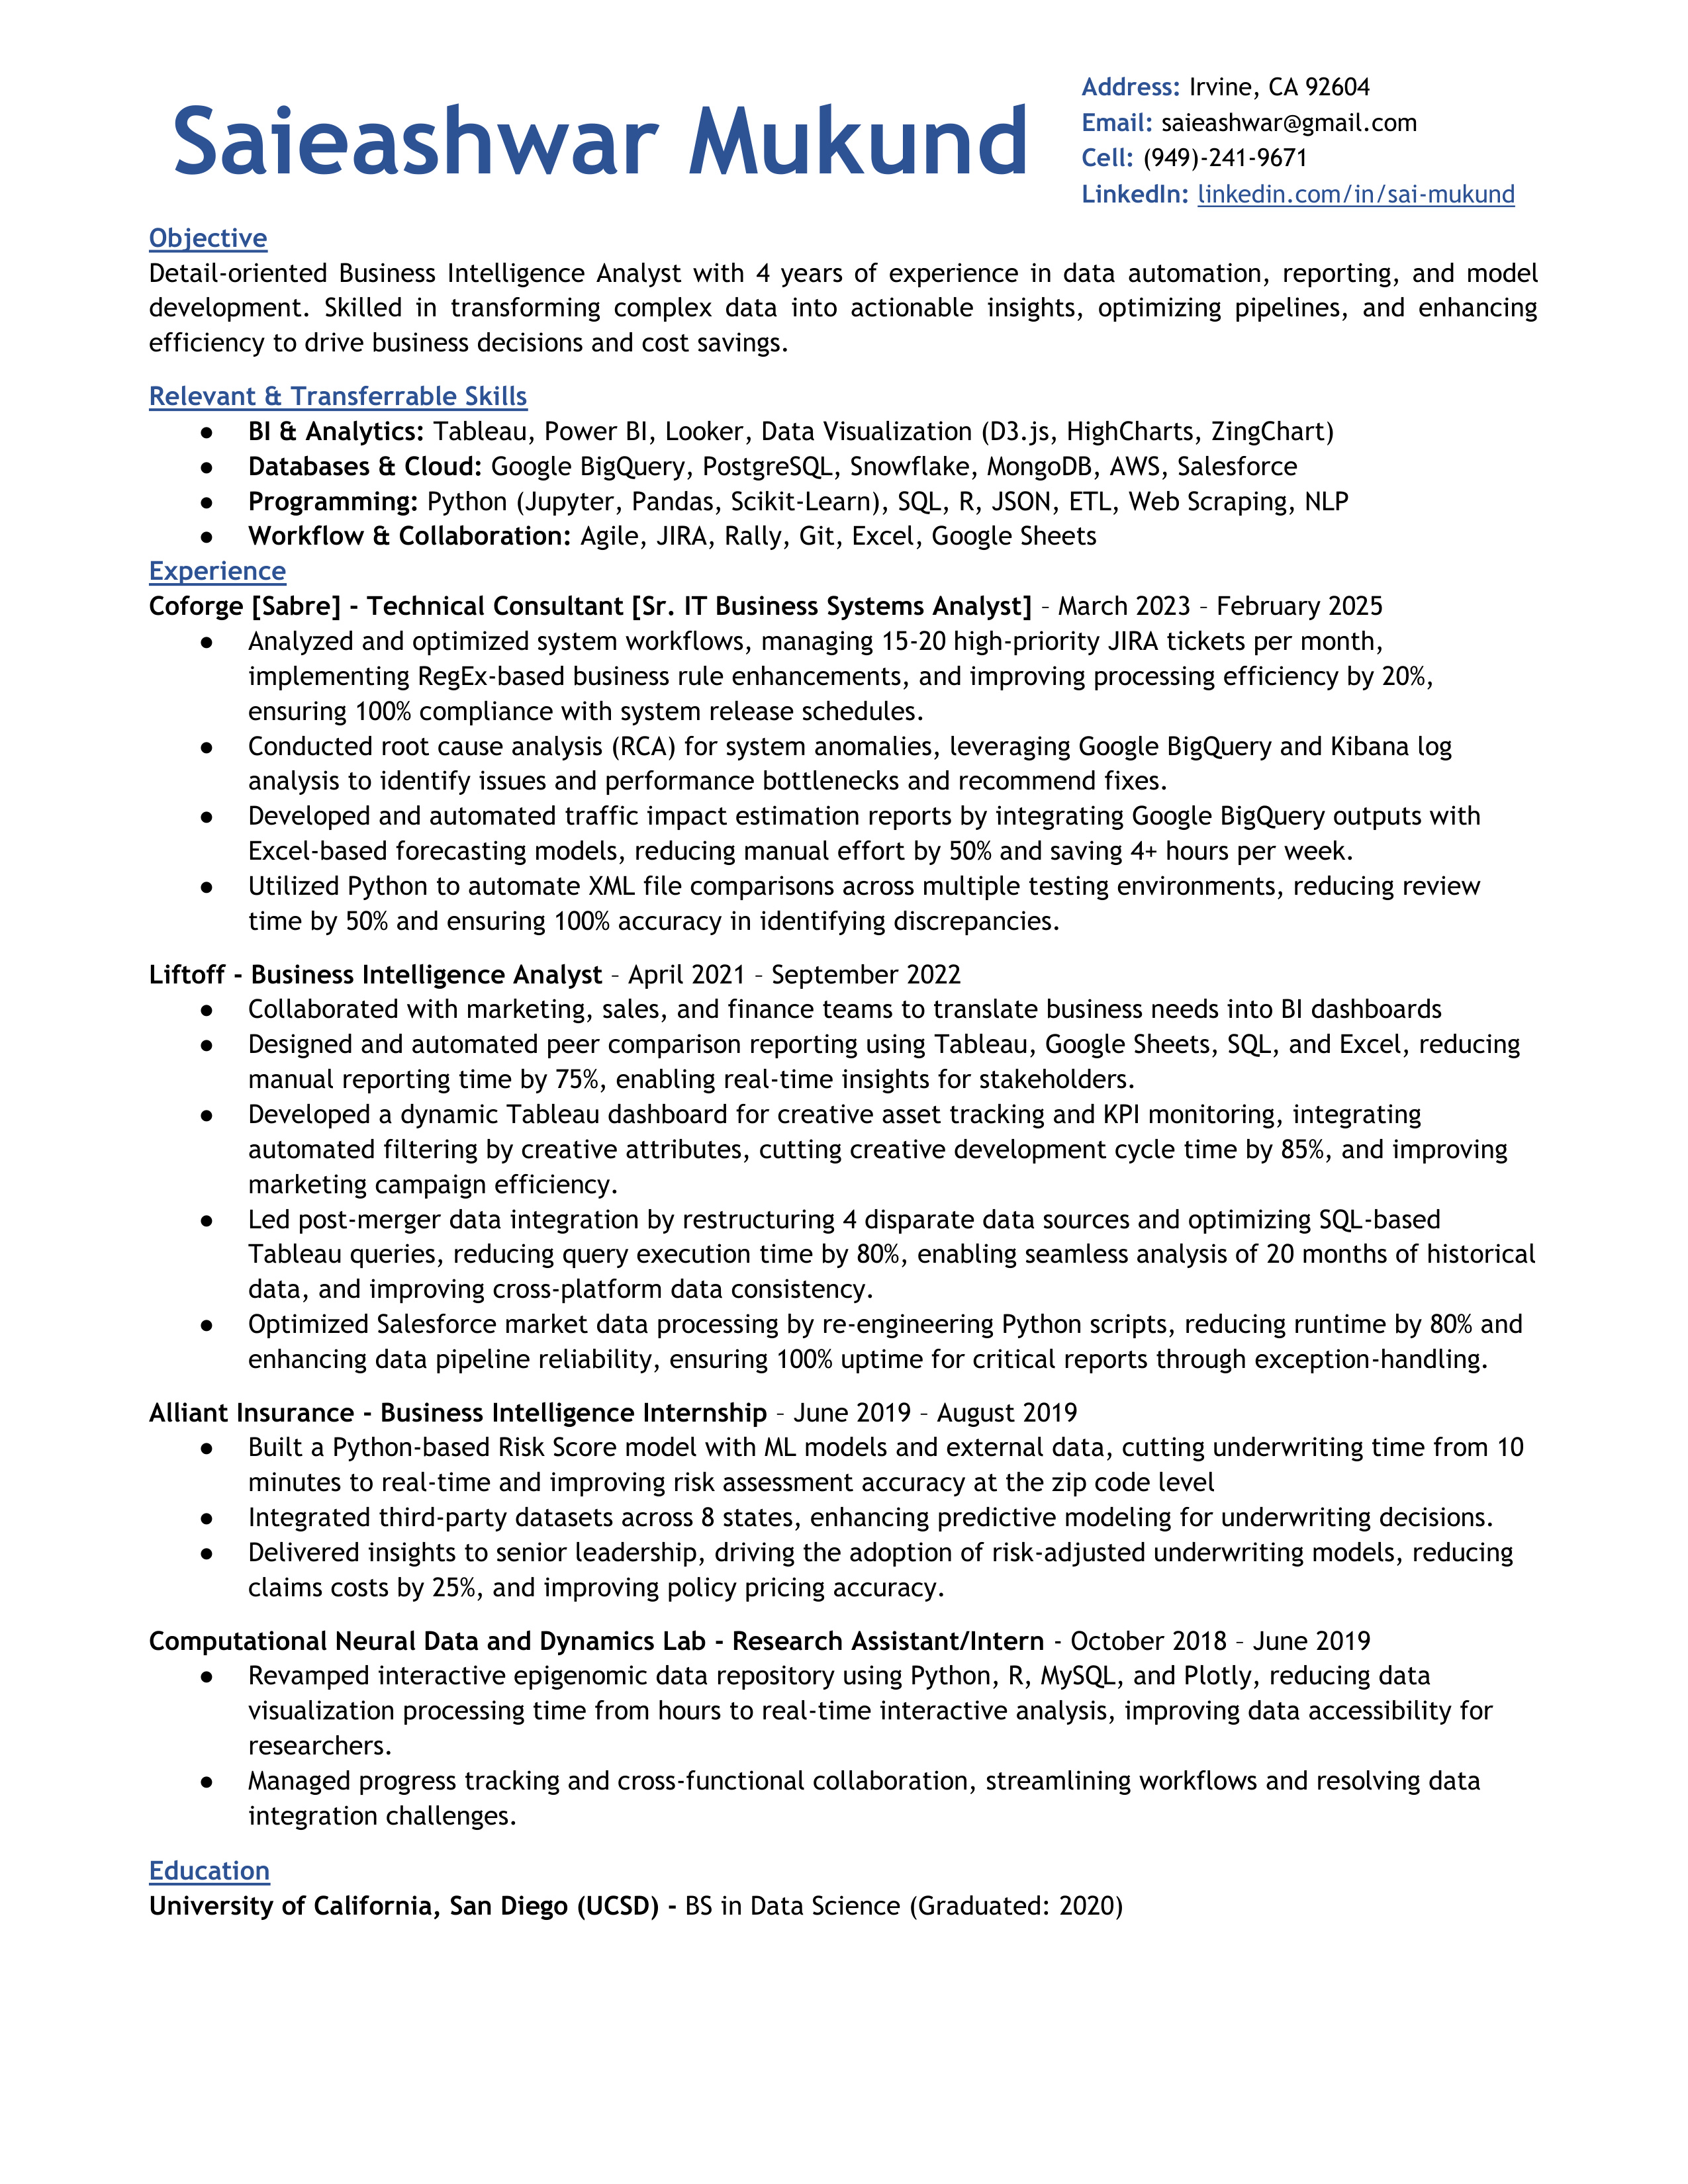 Saieashwar Mukund
Address: Irvine, CA 92604
Email: saieashwar@gmail.com
Cell: (949)-241-9671
LinkedIn: linkedin.com/in/sai-mukund
Objective
Detail-oriented Business Intelligence Analyst with 4 years of experience in data automation, reporting, and model
development. Skilled in transforming complex data into actionable insights, optimizing pipelines, and enhancing
efficiency to drive business decisions and cost savings.
Relevant & Transferrable Skills
● BI & Analytics: Tableau, Power BI, Looker, Data Visualization (D3.js, HighCharts, ZingChart)
● Databases & Cloud: Google BigQuery, PostgreSQL, Snowflake, MongoDB, AWS, Salesforce
● Programming: Python (Jupyter, Pandas, Scikit-Learn), SQL, R, JSON, ETL, Web Scraping, NLP
● Workflow & Collaboration: Agile, JIRA, Rally, Git, Excel, Google Sheets
Experience
Coforge [Sabre] - Technical Consultant [Sr. IT Business Systems Analyst] – March 2023 – February 2025
● Analyzed and optimized system workflows, managing 15-20 high-priority JIRA tickets per month,
implementing RegEx-based business rule enhancements, and improving processing efficiency by 20%,
ensuring 100% compliance with system release schedules.
● Conducted root cause analysis (RCA) for system anomalies, leveraging Google BigQuery and Kibana log
analysis to identify issues and performance bottlenecks and recommend fixes.
● Developed and automated traffic impact estimation reports by integrating Google BigQuery outputs with
Excel-based forecasting models, reducing manual effort by 50% and saving 4+ hours per week.
● Utilized Python to automate XML file comparisons across multiple testing environments, reducing review
time by 50% and ensuring 100% accuracy in identifying discrepancies.
Liftoff - Business Intelligence Analyst – April 2021 – September 2022
● Collaborated with marketing, sales, and finance teams to translate business needs into BI dashboards
● Designed and automated peer comparison reporting using Tableau, Google Sheets, SQL, and Excel, reducing
manual reporting time by 75%, enabling real-time insights for stakeholders.
● Developed a dynamic Tableau dashboard for creative asset tracking and KPI monitoring, integrating
automated filtering by creative attributes, cutting creative development cycle time by 85%, and improving
marketing campaign efficiency.
● Led post-merger data integration by restructuring 4 disparate data sources and optimizing SQL-based
Tableau queries, reducing query execution time by 80%, enabling seamless analysis of 20 months of historical
data, and improving cross-platform data consistency.
● Optimized Salesforce market data processing by re-engineering Python scripts, reducing runtime by 80% and
enhancing data pipeline reliability, ensuring 100% uptime for critical reports through exception-handling.
Alliant Insurance - Business Intelligence Internship – June 2019 – August 2019
● Built a Python-based Risk Score model with ML models and external data, cutting underwriting time from 10
minutes to real-time and improving risk assessment accuracy at the zip code level
● Integrated third-party datasets across 8 states, enhancing predictive modeling for underwriting decisions.
● Delivered insights to senior leadership, driving the adoption of risk-adjusted underwriting models, reducing
claims costs by 25%, and improving policy pricing accuracy.
Computational Neural Data and Dynamics Lab - Research Assistant/Intern - October 2018 – June 2019
● Revamped interactive epigenomic data repository using Python, R, MySQL, and Plotly, reducing data
visualization processing time from hours to real-time interactive analysis, improving data accessibility for
researchers.
● Managed progress tracking and cross-functional collaboration, streamlining workflows and resolving data
integration challenges.
Education
University of California, San Diego (UCSD) - BS in Data Science (Graduated: 2020)